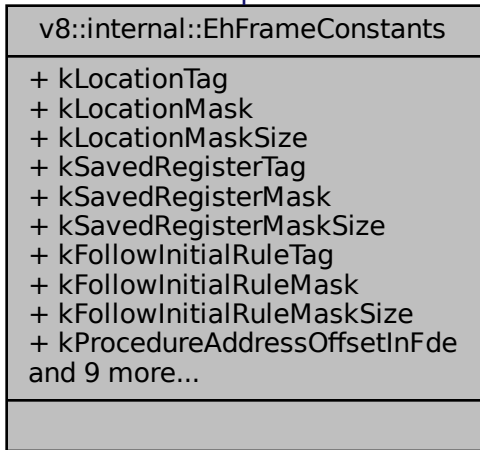 v8::internal::EhFrameConstants
+ kLocationTag
+ kLocationMask
+ kLocationMaskSize
+ kSavedRegisterTag
+ kSavedRegisterMask
+ kSavedRegisterMaskSize
+ kFollowInitialRuleTag
+ kFollowInitialRuleMask
+ kFollowInitialRuleMaskSize
+ kProcedureAddressOffsetInFde
and 9 more...